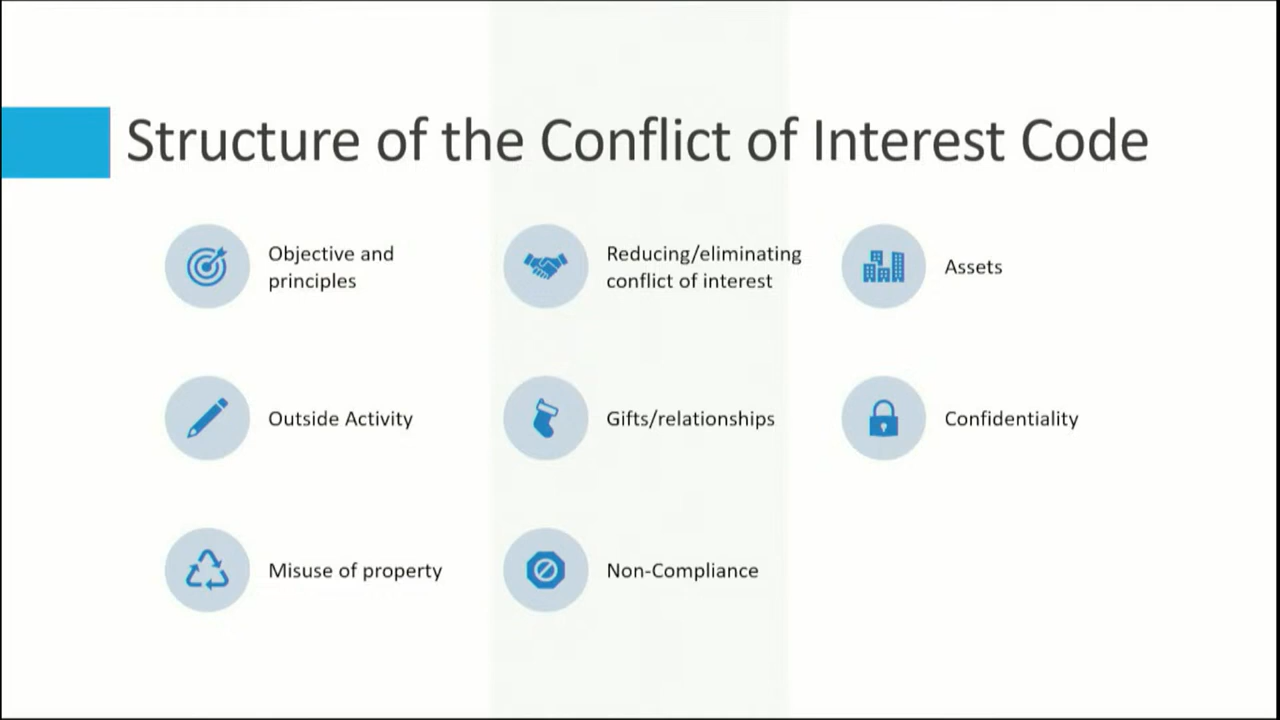 Structure of the Conflict of Interest Code
Objective and
principles
Reducing/eliminating
conflict of interest
Assets
Outside Activity
Gifts/relationships
Confidentiality
Misuse of property
Non-Compliance